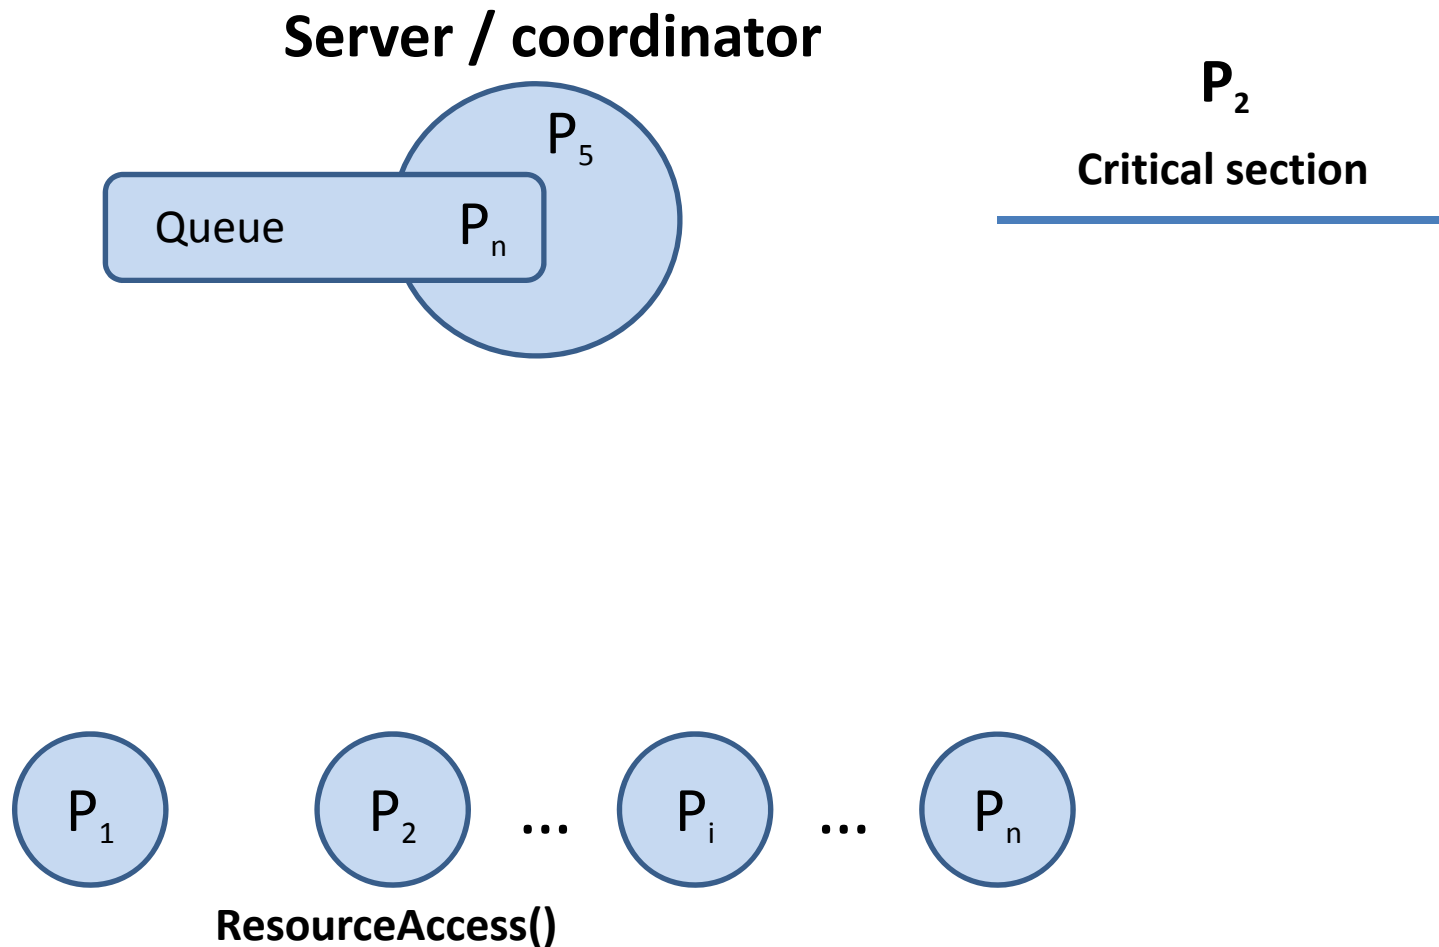 Server / coordinator
P₂
Critical section
P₅
Queue Pₙ
P₁ P₂ ... Pᵢ ... Pₙ
ResourceAccess()